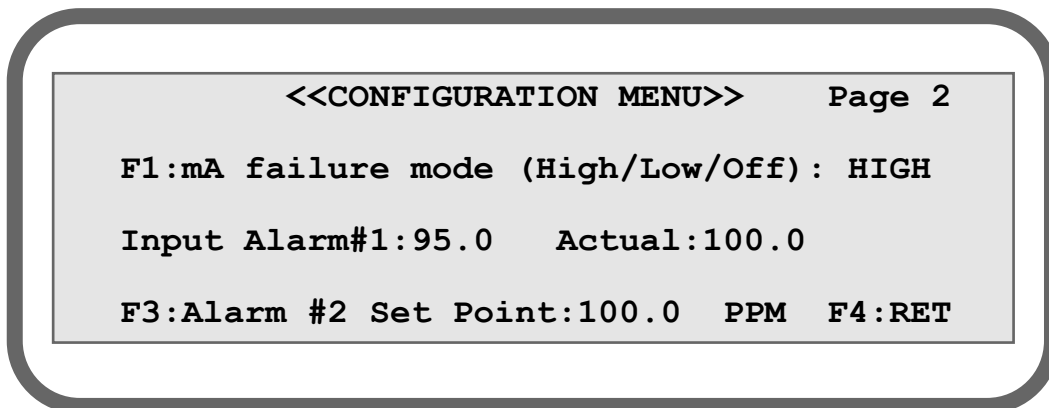 <<CONFIGURATION MENU>> Page 2
F1:mA failure mode (High/Low/Off): HIGH
Input Alarm#1:95.0 Actual:100.0
F3:Alarm #2 Set Point:100.0 PPM F4:RET